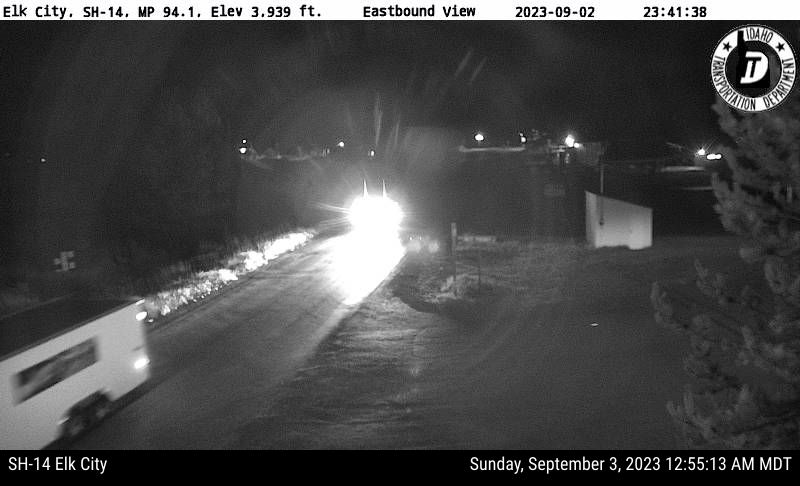 Elk City, SH-14, MP 94.1, Elev 3,939 ft. Eastbound View 2023-09-02 23:41:38
IDAHO
TRANSPORTATION DEPARTMENT
SH-14 Elk City Sunday, September 3, 2023 12:55:13 AM MDT